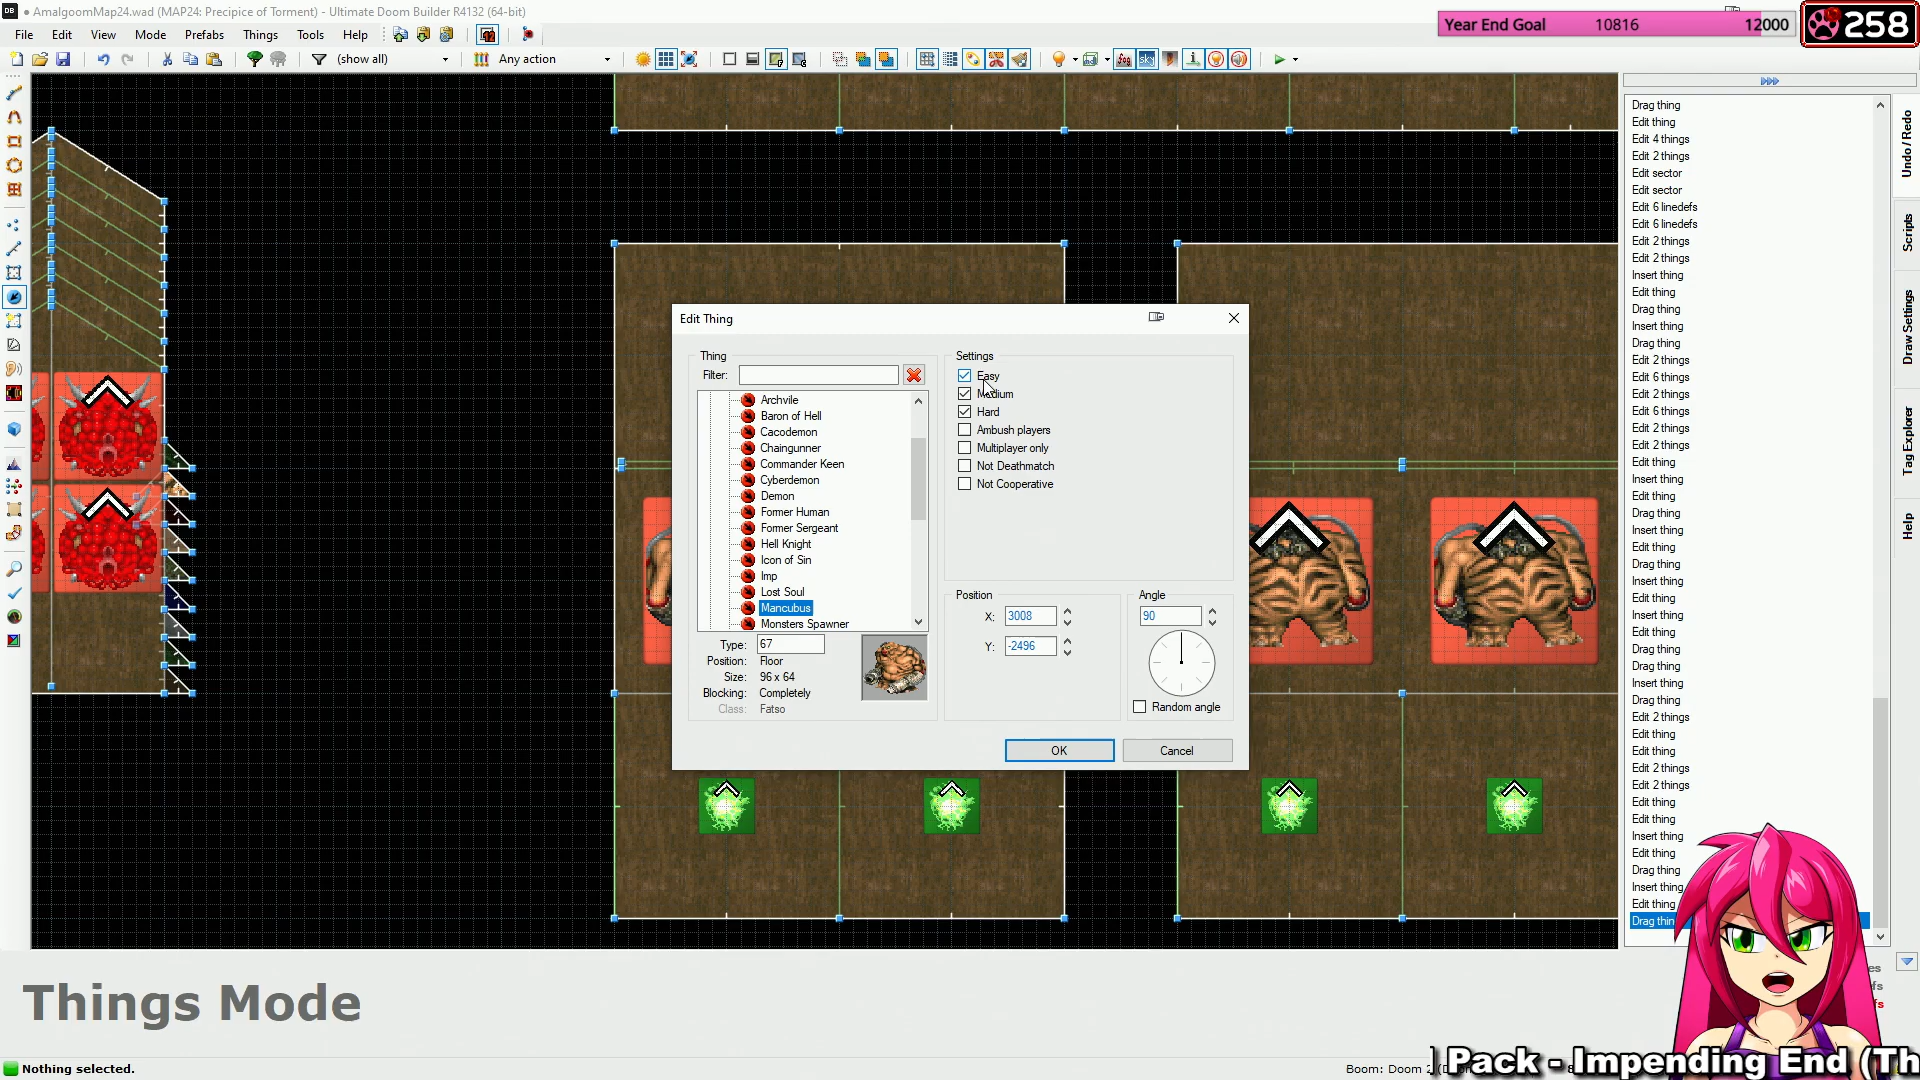 AmalgoomMap24.wad (MAP24: Precipice of Torment) - Ultimate Doom Builder R4132 (64-bit)
Year End Goal 10816 12000
258
File Edit View Mode Prefabs Things Tools Help
(show all)
Any action
Edit Thing
Thing
Filter:
Archvile
Baron of Hell
Cacodemon
Chaingunner
Commander Keen
Cyberdemon
Demon
Former Human
Former Sergeant
Hell Knight
Icon of Sin
Imp
Lost Soul
Mancubus
Monsters Spawner
Type: 67
Position: Floor
Size: 96 x 64
Blocking: Completely
Class: Fatso
Settings
Easy
Medium
Hard
Ambush players
Multiplayer only
Not Deathmatch
Not Cooperative
Position
X: 3008
Y: -2496
Angle
90
Random angle
OK
Cancel
Drag thing
Edit thing
Edit 4 things
Edit 2 things
Edit sector
Edit sector
Edit 6 linedefs
Edit 6 linedefs
Edit 2 things
Edit 2 things
Insert thing
Edit thing
Drag thing
Insert thing
Drag thing
Edit 2 things
Edit 6 things
Edit 2 things
Edit 6 things
Edit 2 things
Edit 2 things
Edit thing
Insert thing
Edit thing
Drag thing
Insert thing
Edit thing
Drag thing
Insert thing
Edit thing
Insert thing
Edit thing
Drag thing
Drag thing
Insert thing
Drag thing
Edit 2 things
Edit thing
Edit thing
Edit 2 things
Edit 2 things
Edit thing
Edit thing
Insert thing
Edit thing
Drag thing
Insert thing
Edit thing
Drag thin
Undo / Redo
Scripts
Draw Settings
Tag Explorer
Help
Things Mode
Nothing selected.
Boom: Doom 2
Pack - Impending End (Th